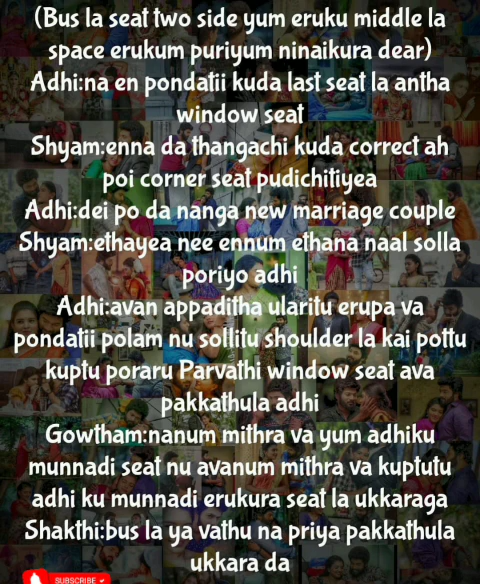 (Bus la seat two side yum eruku middle la
space erukum puriyum ninaikura dear)
Adhi:na en pondatii kuda last seat la antha
window seat
Shyam:enna da thangachi kuda correct ah
poi corner seat pudichitiyea
Adhi:dei po da nanga new marriage couple
Shyam:ethayea nee ennum ethana naal solla
poriyo adhi
Adhi:avan appaditha ularitu erupa va
pondatii polam nu sollitu shoulder la kai pottu
kuptu poraru Parvathi window seat ava
pakkathula adhi
Gowtham:nanum mithra va yum adhiku
munnadi seat nu avanum mithra va kuptutu
adhi ku munnadi erukura seat la ukkaraga
Shakthi:bus la ya vathu na priya pakkathula
ukkara da
SUBSCRIBE